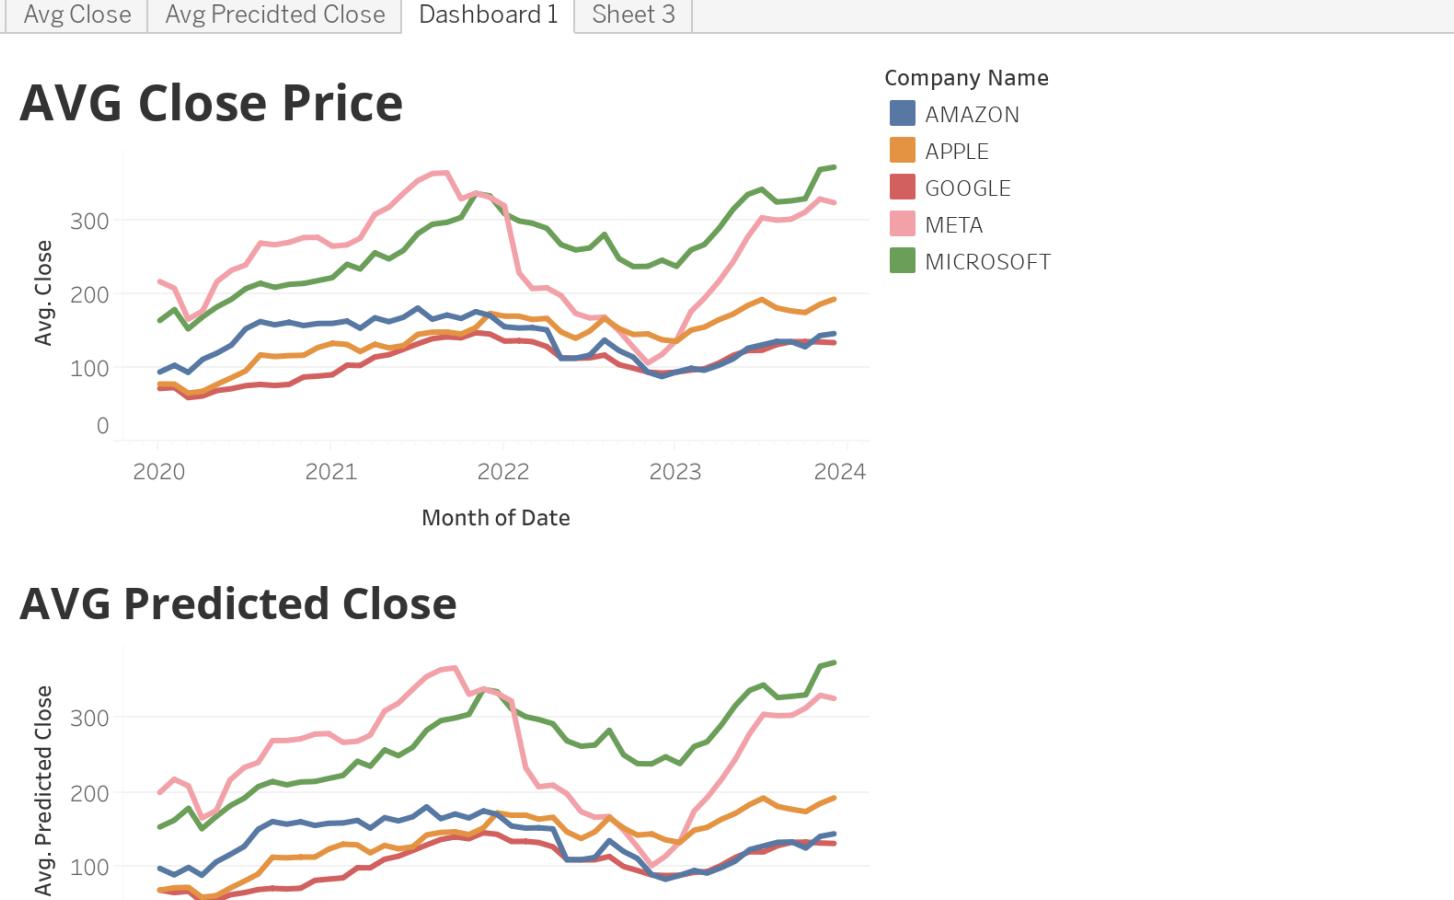 Avg Close
Avg Precidted Close
Dashboard 1
Sheet 3
AVG Close Price
Company Name
AMAZON
APPLE
GOOGLE
META
MICROSOFT
Avg. Close
300
200
100
0
2020
2021
2022
2023
2024
Month of Date
AVG Predicted Close
Avg. Predicted Close
300
200
100